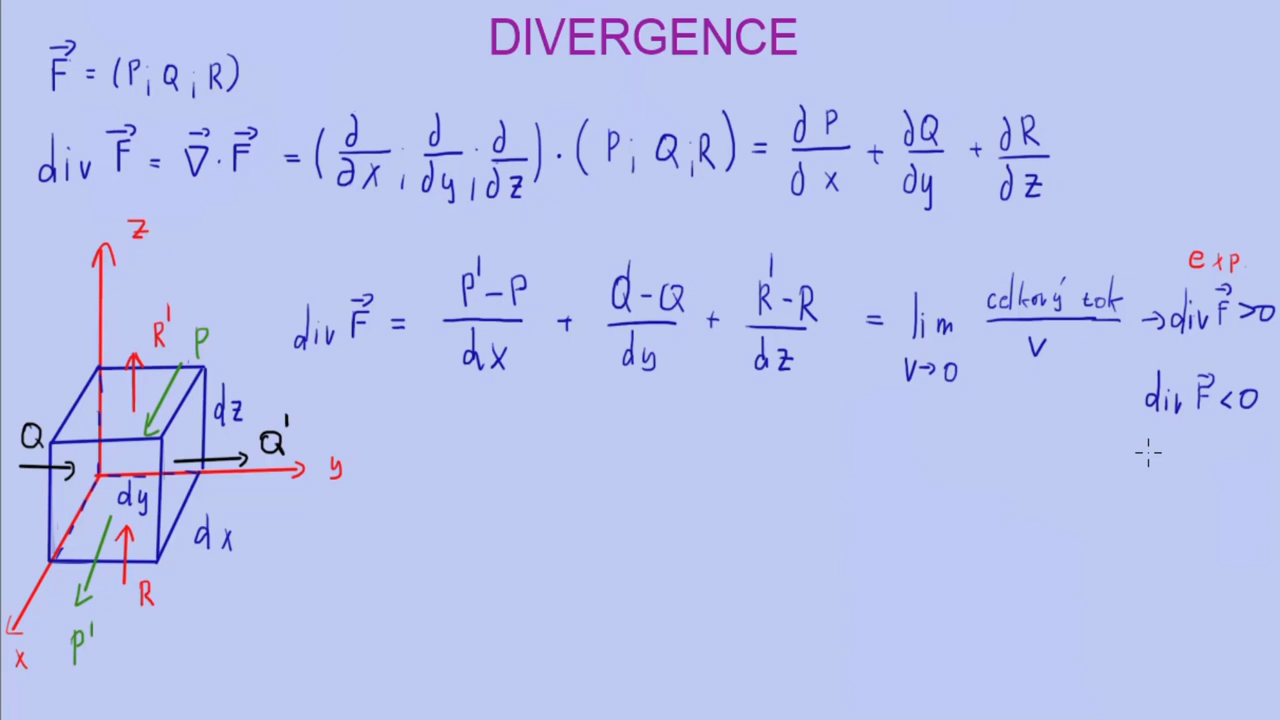 DIVERGENCE
F⃗ = (P; Q; R)
div F⃗ = ∇⃗ · F⃗ = (∂/∂x; ∂/∂y; ∂/∂z) · (P; Q; R) = ∂P/∂x + ∂Q/∂y + ∂R/∂z
exp.
div F⃗ = P'-P/dx + Q'-Q/dy + R'-R/dz = lim V→0 celkový tok/V → div F⃗ > 0
div F⃗ < 0
z
R' P
dz
Q Q'
y
dy
dx
R
P'
x